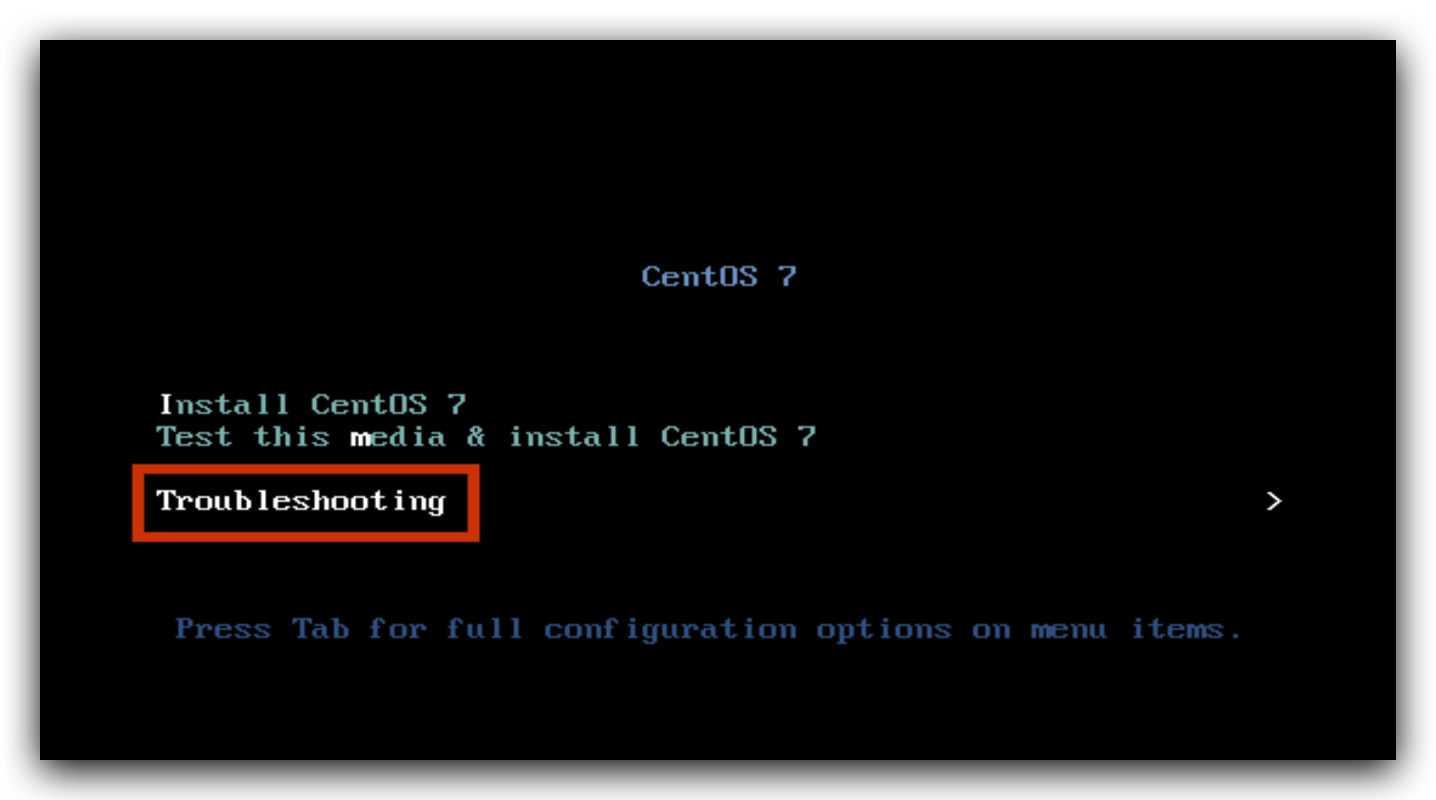 CentOS 7
Install CentOS 7
Test this media & install CentOS 7
Troubleshooting >
Press Tab for full configuration options on menu items.